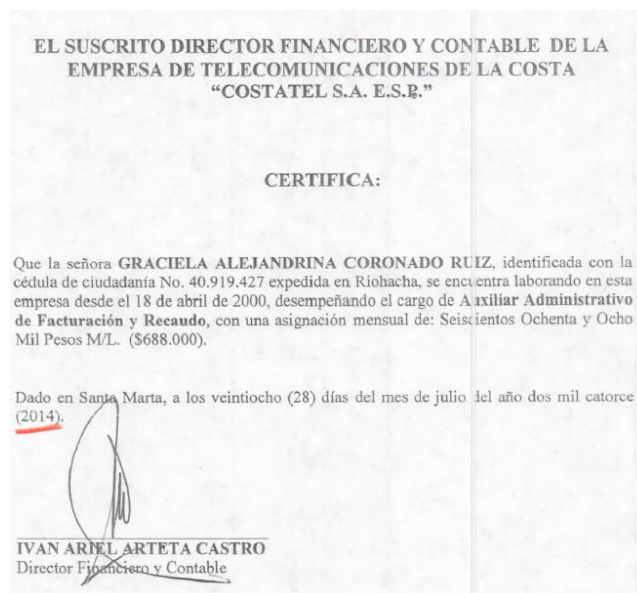 EL SUSCRITO DIRECTOR FINANCIERO Y CONTABLE DE LA
EMPRESA DE TELECOMUNICACIONES DE LA COSTA
“COSTATEL S.A. E.S.P.”
CERTIFICA:
Que la señora GRACIELA ALEJANDRINA CORONADO RUIZ, identificada con la
cédula de ciudadanía No. 40.919.427 expedida en Riohacha, se encuentra laborando en esta
empresa desde el 18 de abril de 2000, desempeñando el cargo de Auxiliar Administrativo
de Facturación y Recaudo, con una asignación mensual de: Seiscientos Ochenta y Ocho
Mil Pesos M/L. ($688.000).
Dado en Santa Marta, a los veintiocho (28) días del mes de julio del año dos mil catorce
(2014).
IVAN ARIEL ARTETA CASTRO
Director Financiero y Contable